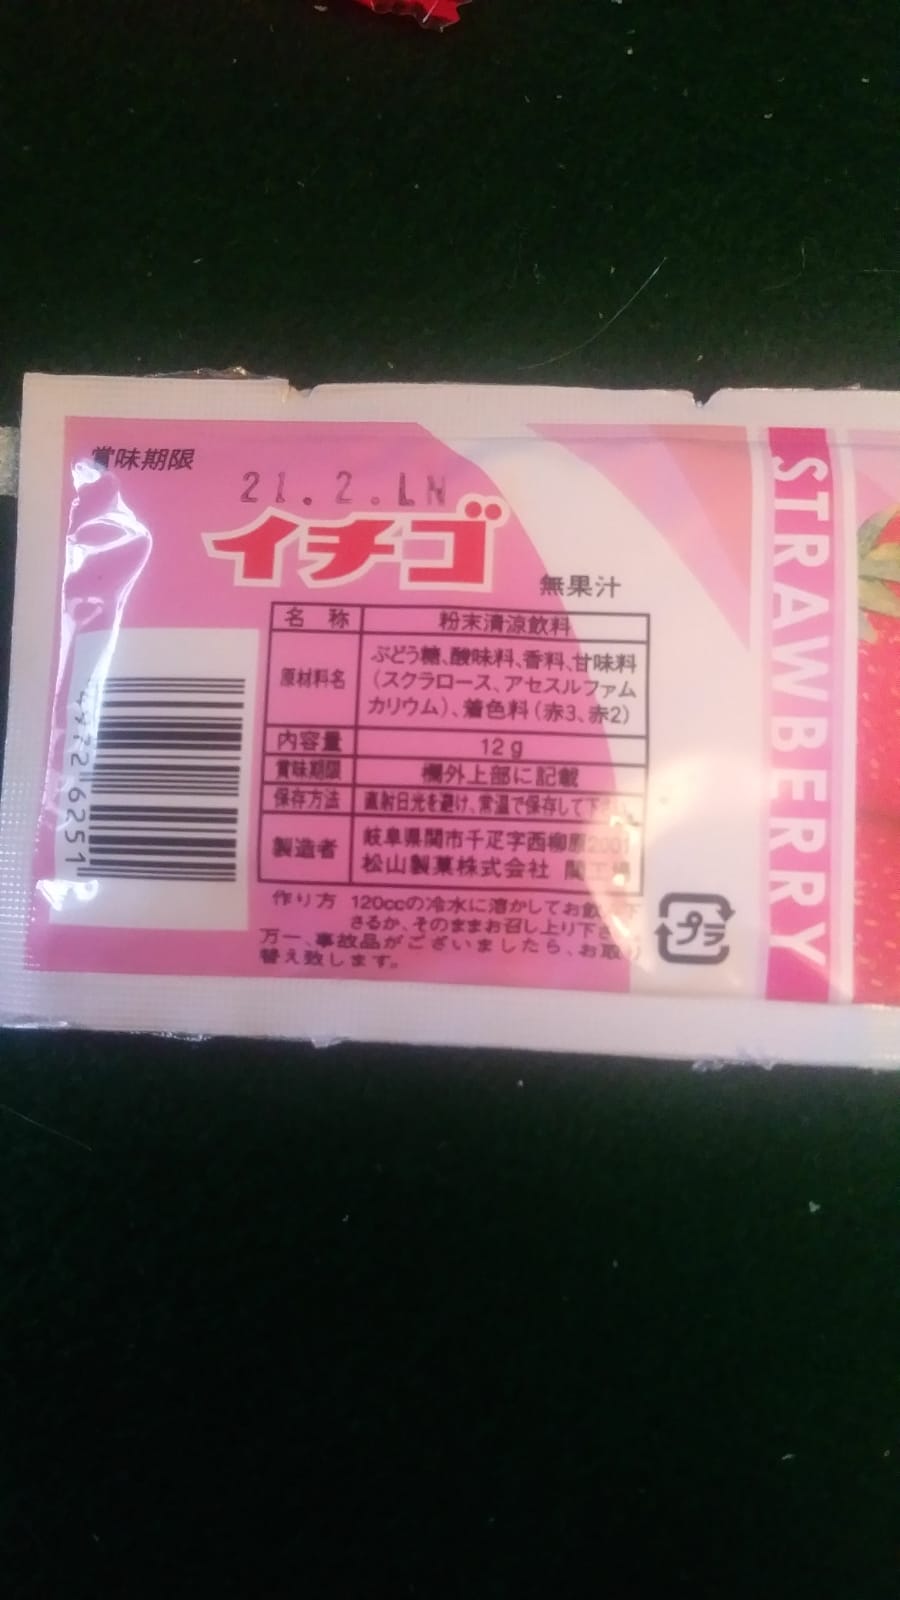 賞味期限
21.2.LN
イチゴ
無果汁
名 称 粉末清涼飲料
原材料名 ぶどう糖、酸味料、香料、甘味料
(スクラロース、アセスルファム
カリウム)、着色料(赤3、赤2)
内容量 12g
賞味期限 欄外上部に記載
保存方法 直射日光を避け、常温で保存して下さい。
製造者 岐阜県関市千疋字西柳原2001
松山製菓株式会社 関工場
作り方 120ccの冷水に溶かしてお飲み下
さるか、そのままお召し上り下さい。
万一、事故品がございましたら、お取り
替え致します。
プラ
STRAWBERRY